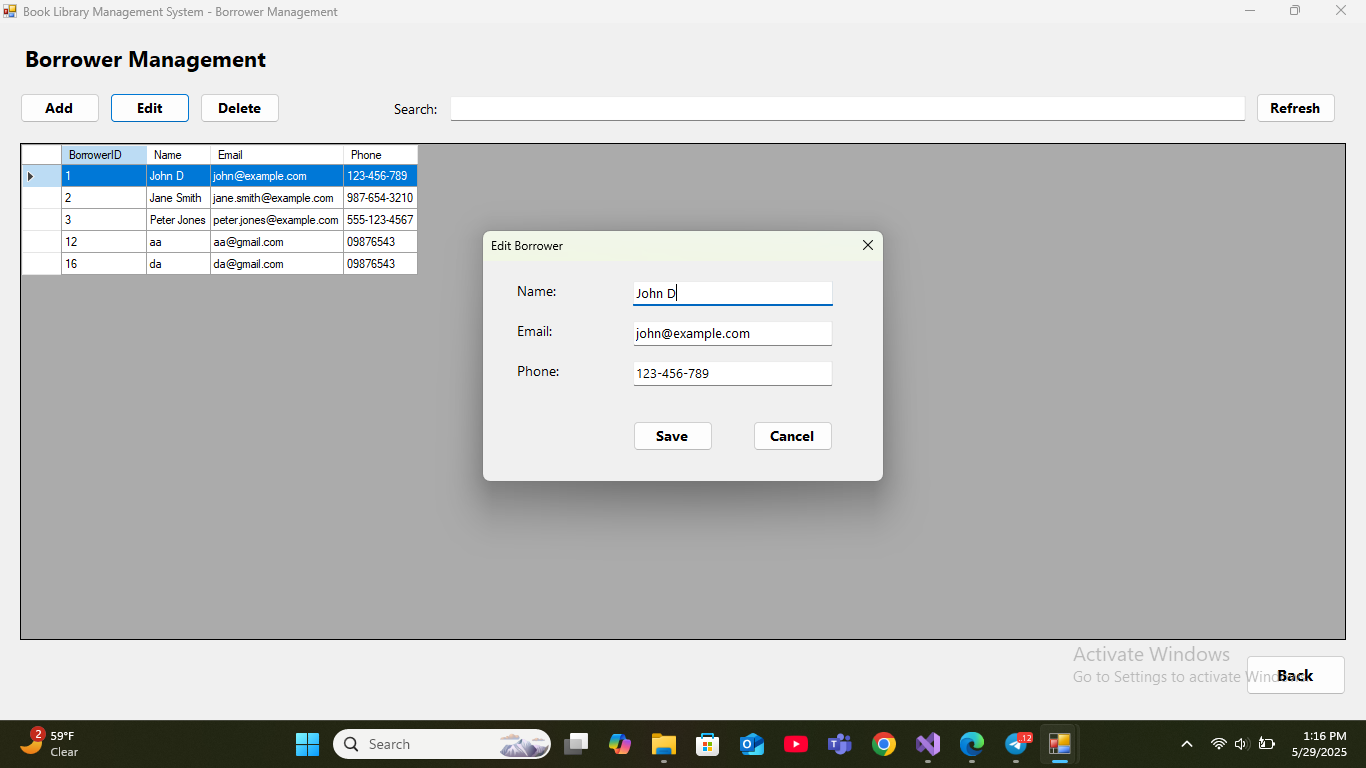 Book Library Management System - Borrower Management
Borrower Management
Add Edit Delete Search: Refresh
BorrowerID Name Email Phone
1 John D john@example.com 123-456-789
2 Jane Smith jane.smith@example.com 987-654-3210
3 Peter Jones peter.jones@example.com 555-123-4567
12 aa aa@gmail.com 09876543
16 da da@gmail.com 09876543
Edit Borrower
Name: John D
Email: john@example.com
Phone: 123-456-789
Save Cancel
Activate Windows
Go to Settings to activate Windows.
Back
2
59°F
Clear
Search
12
1:16 PM
5/29/2025